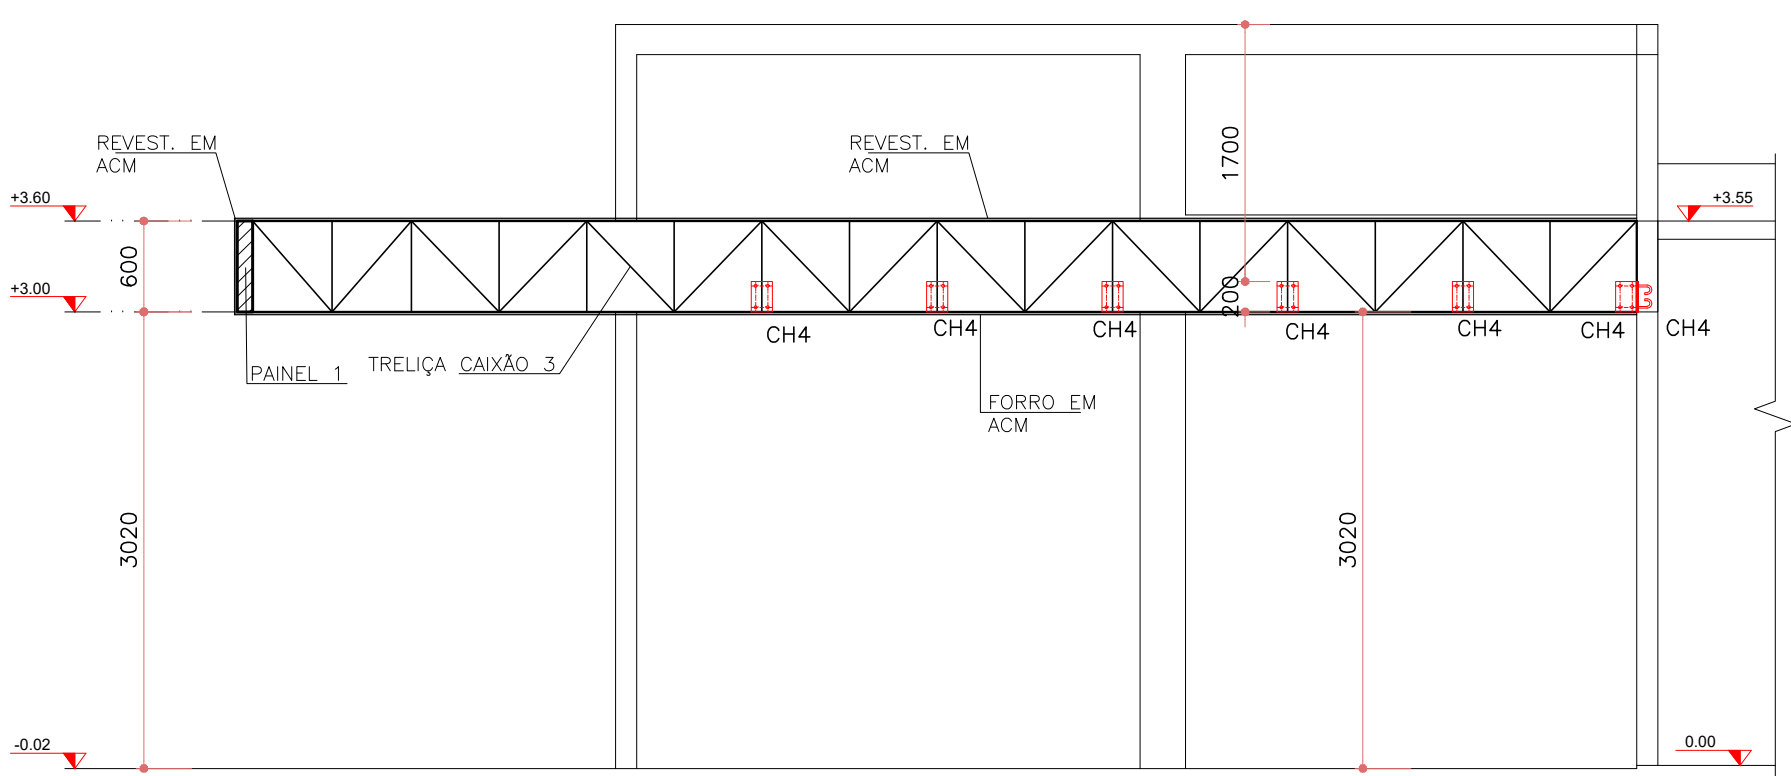 REVEST. EM
ACM
REVEST. EM
ACM
1700
+3.60
+3.55
600
+3.00
200
CH4
CH4
CH4
CH4
CH4
CH4
CH4
TRELIÇA CAIXÃO 3
PAINEL 1
FORRO EM
ACM
3020
3020
-0.02
0.00